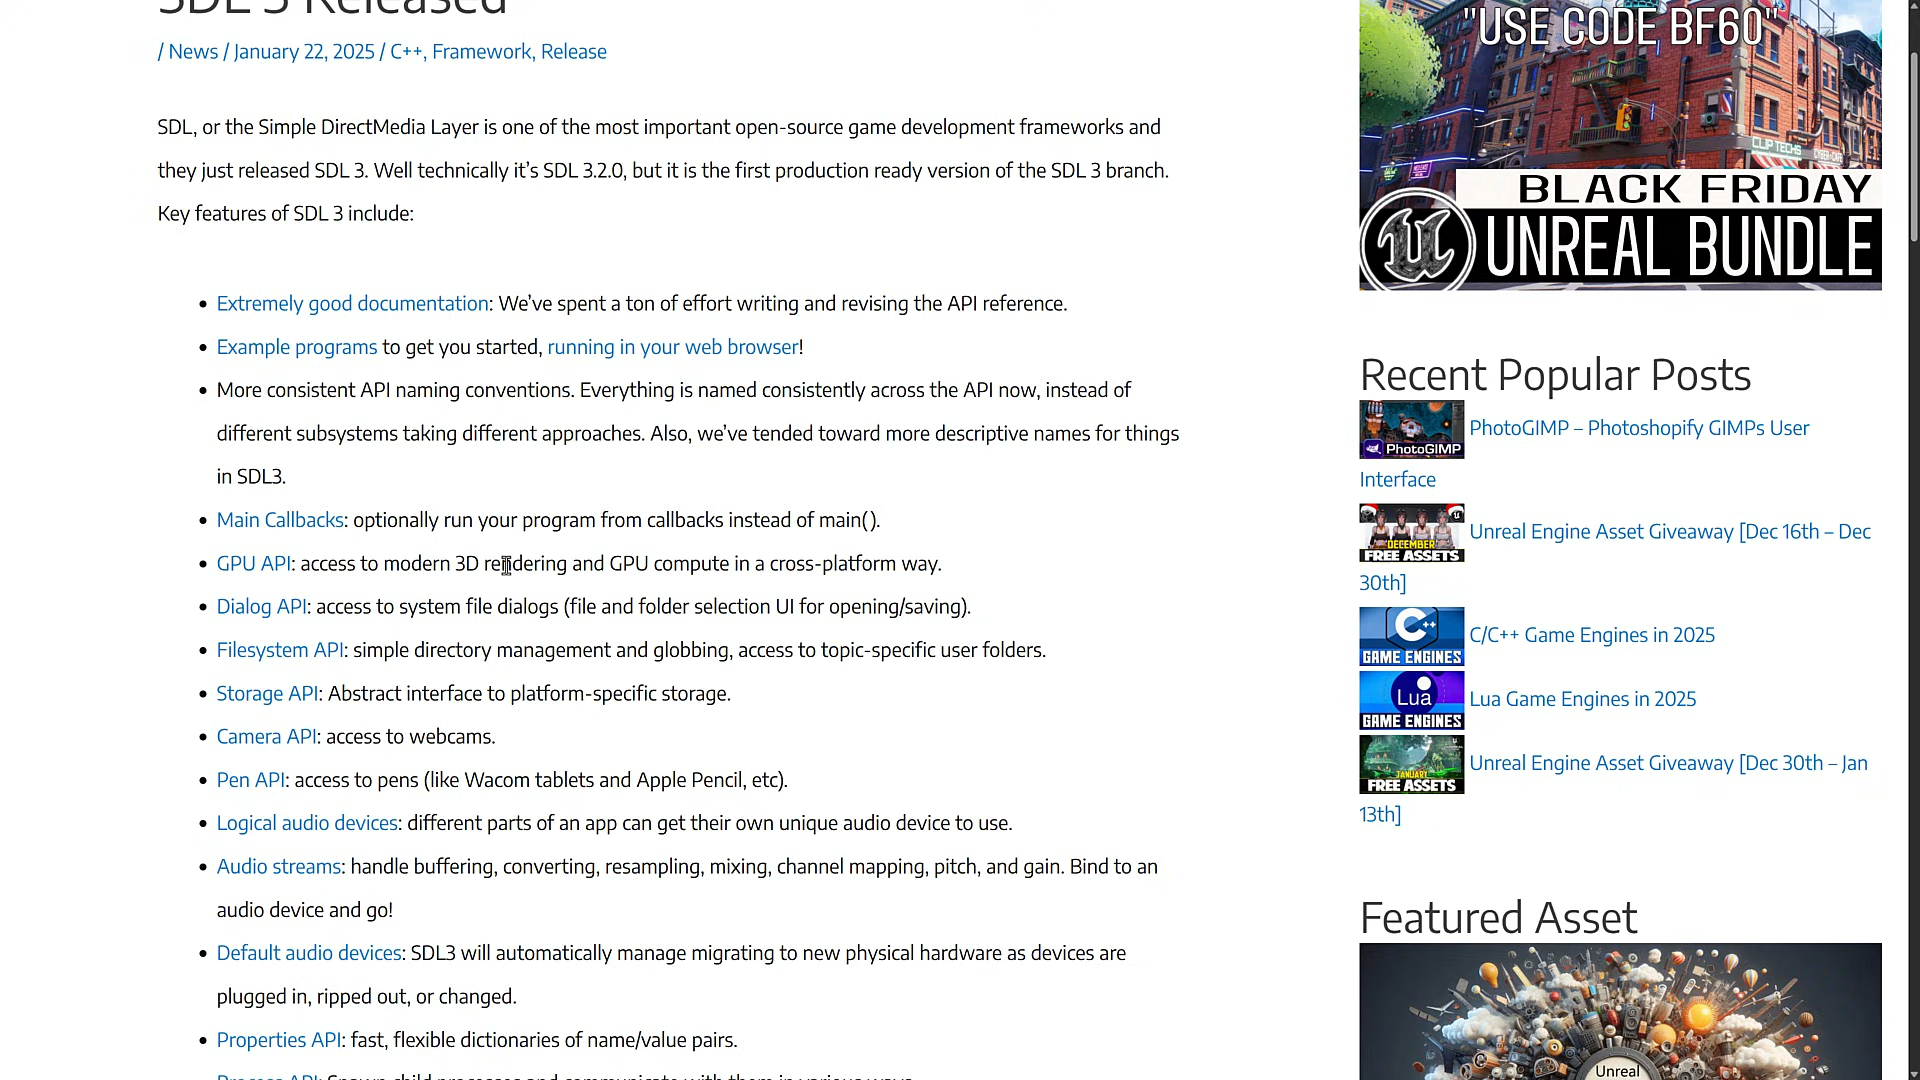 SDL 3 Released
/ News / January 22, 2025 / C++, Framework, Release
SDL, or the Simple DirectMedia Layer is one of the most important open-source game development frameworks and
they just released SDL 3. Well technically it’s SDL 3.2.0, but it is the first production ready version of the SDL 3 branch.
Key features of SDL 3 include:
• Extremely good documentation: We’ve spent a ton of effort writing and revising the API reference.
• Example programs to get you started, running in your web browser!
• More consistent API naming conventions. Everything is named consistently across the API now, instead of
different subsystems taking different approaches. Also, we’ve tended toward more descriptive names for things
in SDL3.
• Main Callbacks: optionally run your program from callbacks instead of main().
• GPU API: access to modern 3D rendering and GPU compute in a cross-platform way.
• Dialog API: access to system file dialogs (file and folder selection UI for opening/saving).
• Filesystem API: simple directory management and globbing, access to topic-specific user folders.
• Storage API: Abstract interface to platform-specific storage.
• Camera API: access to webcams.
• Pen API: access to pens (like Wacom tablets and Apple Pencil, etc).
• Logical audio devices: different parts of an app can get their own unique audio device to use.
• Audio streams: handle buffering, converting, resampling, mixing, channel mapping, pitch, and gain. Bind to an
audio device and go!
• Default audio devices: SDL3 will automatically manage migrating to new physical hardware as devices are
plugged in, ripped out, or changed.
• Properties API: fast, flexible dictionaries of name/value pairs.
• Process API: Spawn child processes and communicate with them in various ways.
"USE CODE BF60"
CLIP TECHS
BLACK FRIDAY
UNREAL BUNDLE
Recent Popular Posts
PhotoGIMP
PhotoGIMP – Photoshopify GIMPs User
Interface
DECEMBER
FREE ASSETS
Unreal Engine Asset Giveaway [Dec 16th – Dec
30th]
C++
GAME ENGINES
C/C++ Game Engines in 2025
Lua
GAME ENGINES
Lua Game Engines in 2025
JANUARY
FREE ASSETS
Unreal Engine Asset Giveaway [Dec 30th – Jan
13th]
Featured Asset
Unreal